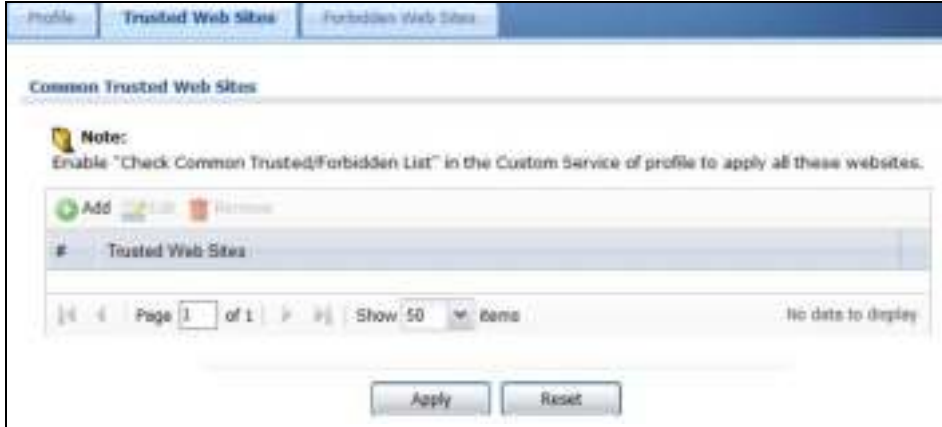 Profile Trusted Web Sites Forbidden Web Sites
Common Trusted Web Sites
Note:
Enable "Check Common Trusted/Forbidden List" in the Custom Service of profile to apply all these websites.
Add Edit Remove
# Trusted Web Sites
Page 1 of 1 Show 50 items No data to display
Apply Reset